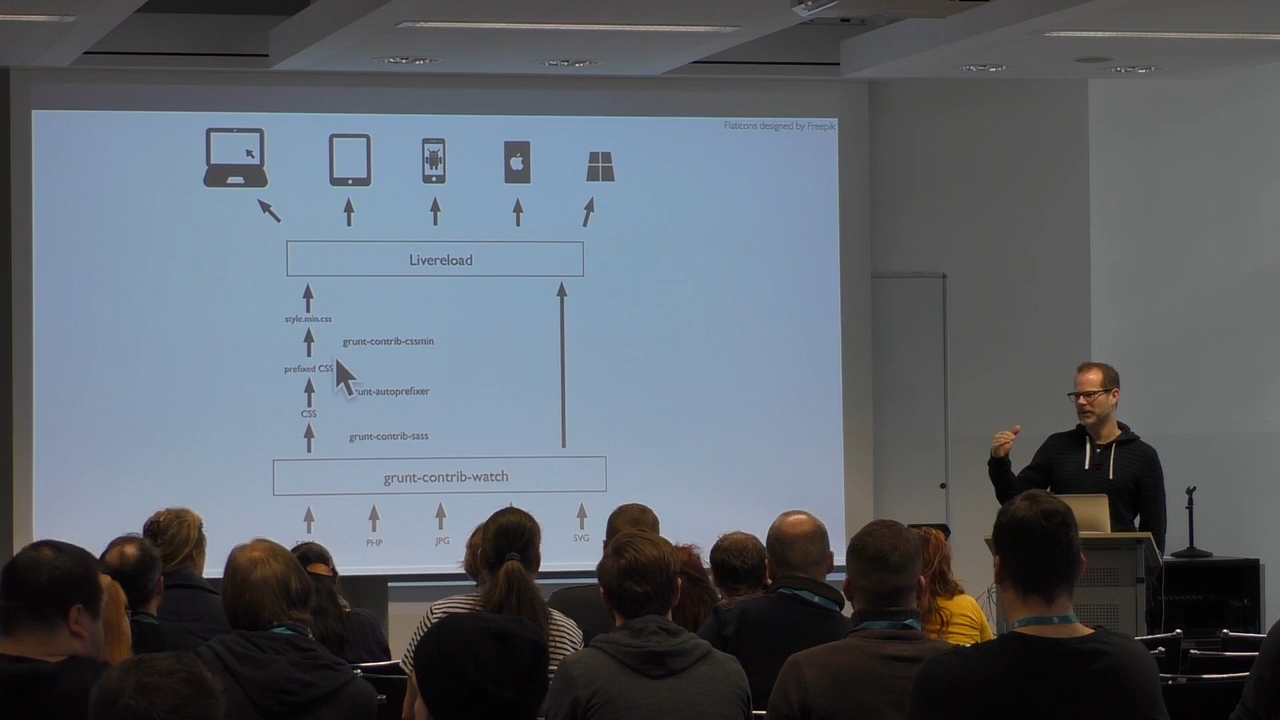 Flaticons designed by Freepik
Livereload
style.min.css
grunt-contrib-cssmin
prefixed CSS
grunt-autoprefixer
CSS
grunt-contrib-sass
grunt-contrib-watch
PHP
JPG
SVG